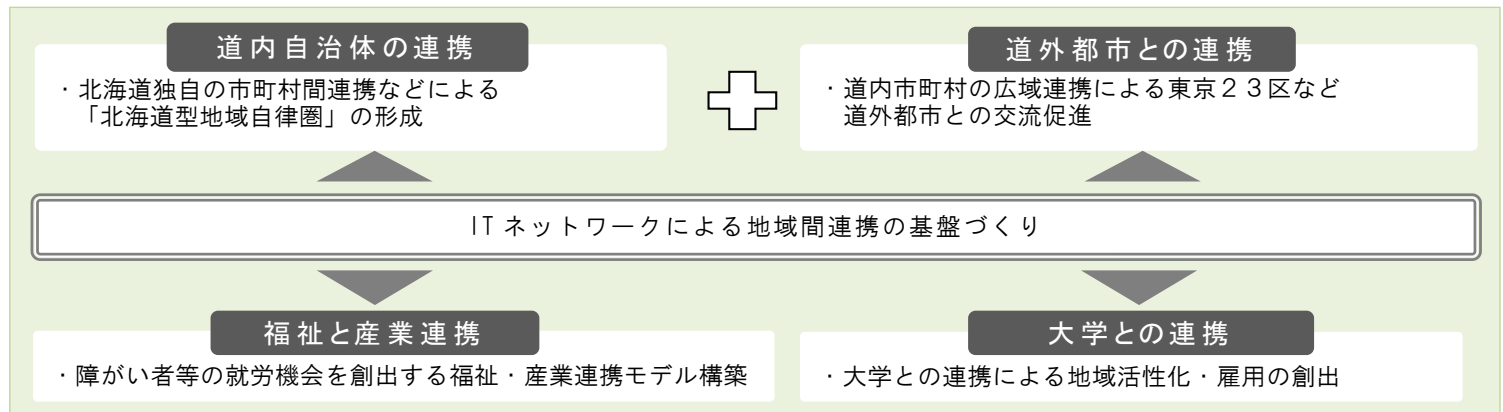 道内自治体の連携
・北海道独自の市町村間連携などによる
「北海道型地域自律圏」の形成
道外都市との連携
・道内市町村の広域連携による東京２３区など
道外都市との交流促進
ITネットワークによる地域間連携の基盤づくり
福祉と産業連携
・障がい者等の就労機会を創出する福祉・産業連携モデル構築
大学との連携
・大学との連携による地域活性化・雇用の創出